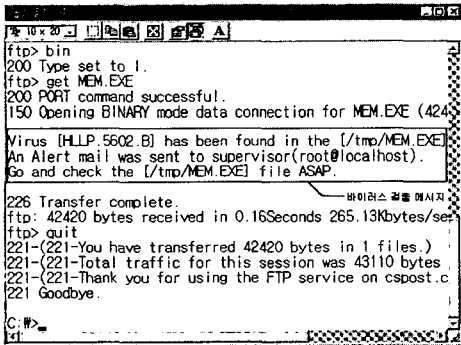 10 x 20
A
ftp> bin
200 Type set to I.
ftp> get MEM.EXE
200 PORT command successful.
150 Opening BINARY mode data connection for MEM.EXE (424
Virus [HLLP.5602.B] has been found in the [/tmp/MEM.EXE]
An Alert mail was sent to supervisor(root@localhost).
Go and check the [/tmp/MEM.EXE] file ASAP.
바이러스 검출 메시지
226 Transfer complete.
ftp: 42420 bytes received in 0.16Seconds 265.13Kbytes/se
ftp> quit
221-(221-You have transferred 42420 bytes in 1 files.)
221-(221-Total traffic for this session was 43110 bytes
221-(221-Thank you for using the FTP service on cspost.c
221 Goodbye.
C:₩>